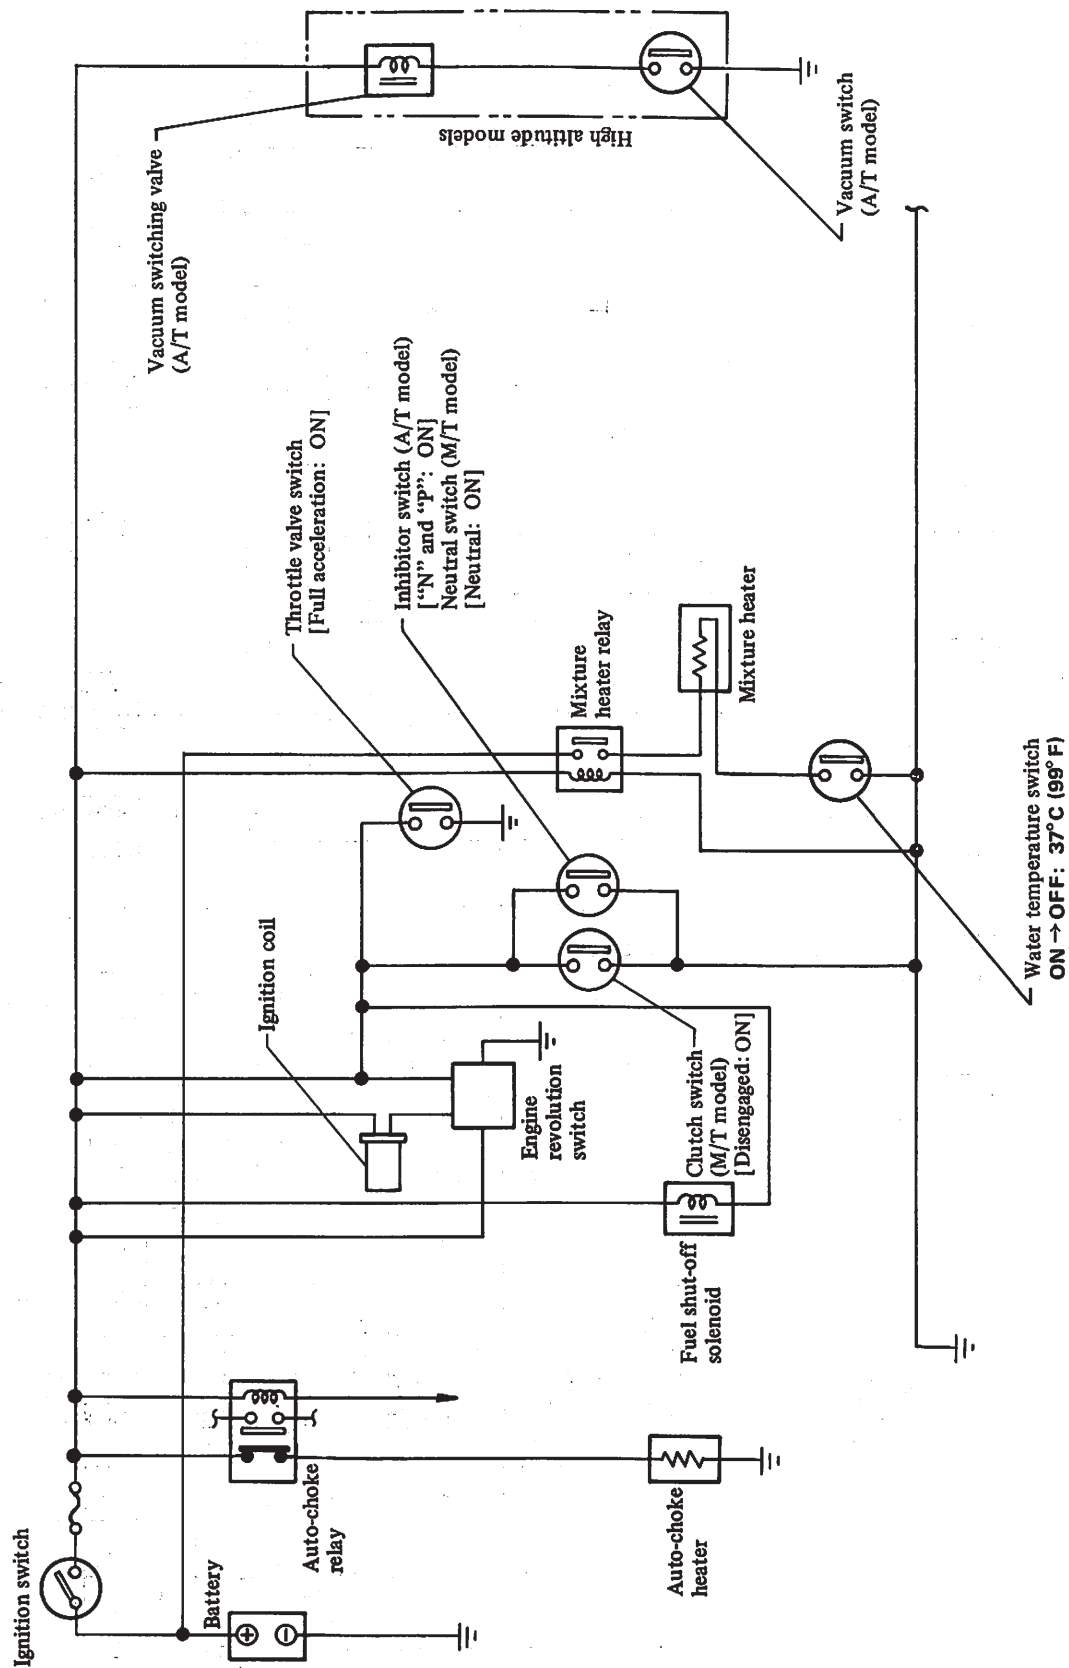 Ignition switch
Battery
Auto-choke
relay
Auto-choke
heater
Fuel shut-off
solenoid
Ignition coil
Engine
revolution
switch
Clutch switch
(M/T model)
[Disengaged: ON]
Throttle valve switch
[Full acceleration: ON]
Inhibitor switch (A/T model)
["N" and "P": ON]
Neutral switch (M/T model)
[Neutral: ON]
Mixture
heater relay
Mixture heater
Water temperature switch
ON → OFF: 37°C (99°F)
Vacuum switching valve
(A/T model)
High altitude models
Vacuum switch
(A/T model)